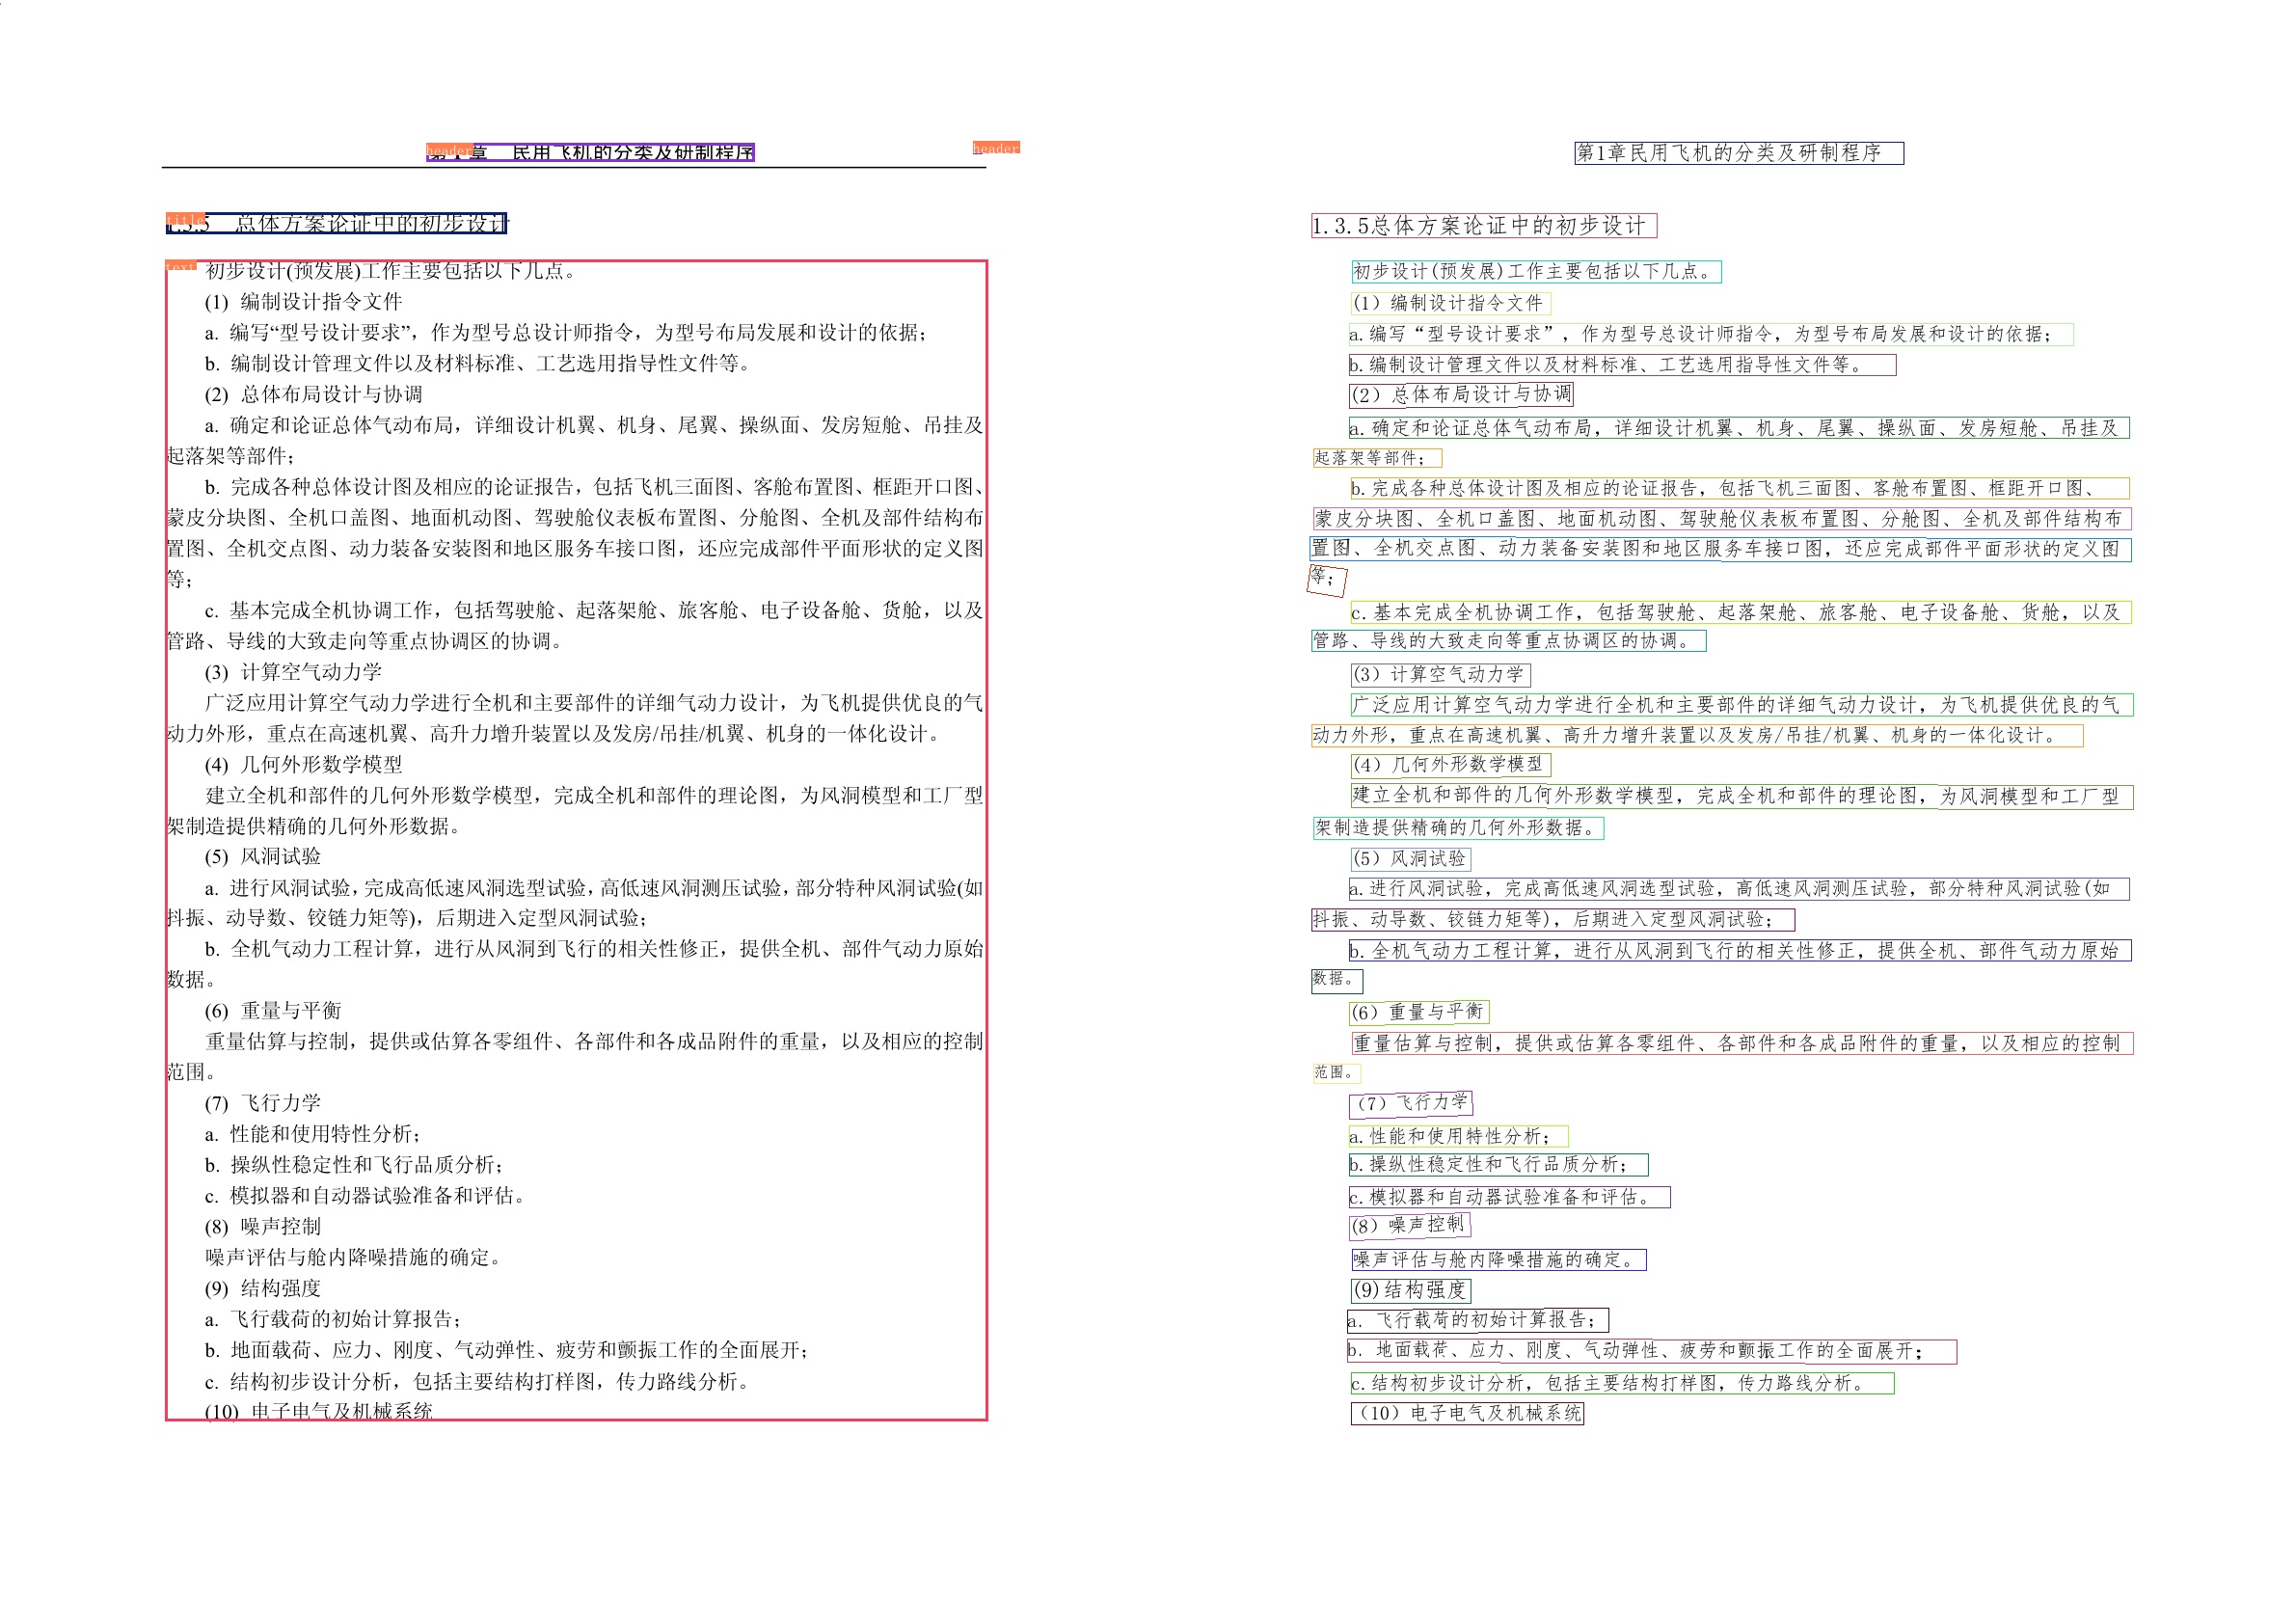 header
第1章 民用飞机的分类及研制程序
header
title
1.3.5 总体方案论证中的初步设计
text
初步设计(预发展)工作主要包括以下几点。
(1) 编制设计指令文件
a. 编写“型号设计要求”，作为型号总设计师指令，为型号布局发展和设计的依据；
b. 编制设计管理文件以及材料标准、工艺选用指导性文件等。
(2) 总体布局设计与协调
a. 确定和论证总体气动布局，详细设计机翼、机身、尾翼、操纵面、发房短舱、吊挂及
起落架等部件；
b. 完成各种总体设计图及相应的论证报告，包括飞机三面图、客舱布置图、框距开口图、
蒙皮分块图、全机口盖图、地面机动图、驾驶舱仪表板布置图、分舱图、全机及部件结构布
置图、全机交点图、动力装备安装图和地区服务车接口图，还应完成部件平面形状的定义图
等；
c. 基本完成全机协调工作，包括驾驶舱、起落架舱、旅客舱、电子设备舱、货舱，以及
管路、导线的大致走向等重点协调区的协调。
(3) 计算空气动力学
广泛应用计算空气动力学进行全机和主要部件的详细气动力设计，为飞机提供优良的气
动力外形，重点在高速机翼、高升力增升装置以及发房/吊挂/机翼、机身的一体化设计。
(4) 几何外形数学模型
建立全机和部件的几何外形数学模型，完成全机和部件的理论图，为风洞模型和工厂型
架制造提供精确的几何外形数据。
(5) 风洞试验
a. 进行风洞试验，完成高低速风洞选型试验，高低速风洞测压试验，部分特种风洞试验(如
抖振、动导数、铰链力矩等)，后期进入定型风洞试验；
b. 全机气动力工程计算，进行从风洞到飞行的相关性修正，提供全机、部件气动力原始
数据。
(6) 重量与平衡
重量估算与控制，提供或估算各零组件、各部件和各成品附件的重量，以及相应的控制
范围。
(7) 飞行力学
a. 性能和使用特性分析；
b. 操纵性稳定性和飞行品质分析；
c. 模拟器和自动器试验准备和评估。
(8) 噪声控制
噪声评估与舱内降噪措施的确定。
(9) 结构强度
a. 飞行载荷的初始计算报告；
b. 地面载荷、应力、刚度、气动弹性、疲劳和颤振工作的全面展开；
c. 结构初步设计分析，包括主要结构打样图，传力路线分析。
(10) 电子电气及机械系统
第1章民用飞机的分类及研制程序
1.3.5总体方案论证中的初步设计
初步设计(预发展)工作主要包括以下几点。
(1）编制设计指令文件
a.编写“型号设计要求”，作为型号总设计师指令，为型号布局发展和设计的依据；
b.编制设计管理文件以及材料标准、工艺选用指导性文件等。
(2）总体布局设计与协调
a.确定和论证总体气动布局，详细设计机翼、机身、尾翼、操纵面、发房短舱、吊挂及
起落架等部件；
b.完成各种总体设计图及相应的论证报告，包括飞机三面图、客舱布置图、框距开口图、
蒙皮分块图、全机口盖图、地面机动图、驾驶舱仪表板布置图、分舱图、全机及部件结构布
置图、全机交点图、动力装备安装图和地区服务车接口图，还应完成部件平面形状的定义图
等；
c.基本完成全机协调工作，包括驾驶舱、起落架舱、旅客舱、电子设备舱、货舱，以及
管路、导线的大致走向等重点协调区的协调。
(3）计算空气动力学
广泛应用计算空气动力学进行全机和主要部件的详细气动力设计，为飞机提供优良的气
动力外形，重点在高速机翼、高升力增升装置以及发房/吊挂/机翼、机身的一体化设计。
(4）几何外形数学模型
建立全机和部件的几何外形数学模型，完成全机和部件的理论图，为风洞模型和工厂型
架制造提供精确的几何外形数据。
(5）风洞试验
a.进行风洞试验，完成高低速风洞选型试验，高低速风洞测压试验，部分特种风洞试验(如
抖振、动导数、铰链力矩等)，后期进入定型风洞试验；
b.全机气动力工程计算，进行从风洞到飞行的相关性修正，提供全机、部件气动力原始
数据。
(6）重量与平衡
重量估算与控制，提供或估算各零组件、各部件和各成品附件的重量，以及相应的控制
范围。
（7）飞行力学
a.性能和使用特性分析；
b.操纵性稳定性和飞行品质分析；
c.模拟器和自动器试验准备和评估。
(8）噪声控制
噪声评估与舱内降噪措施的确定。
(9)结构强度
a. 飞行载荷的初始计算报告；
b. 地面载荷、应力、刚度、气动弹性、疲劳和颤振工作的全面展开；
c.结构初步设计分析，包括主要结构打样图，传力路线分析。
（10）电子电气及机械系统